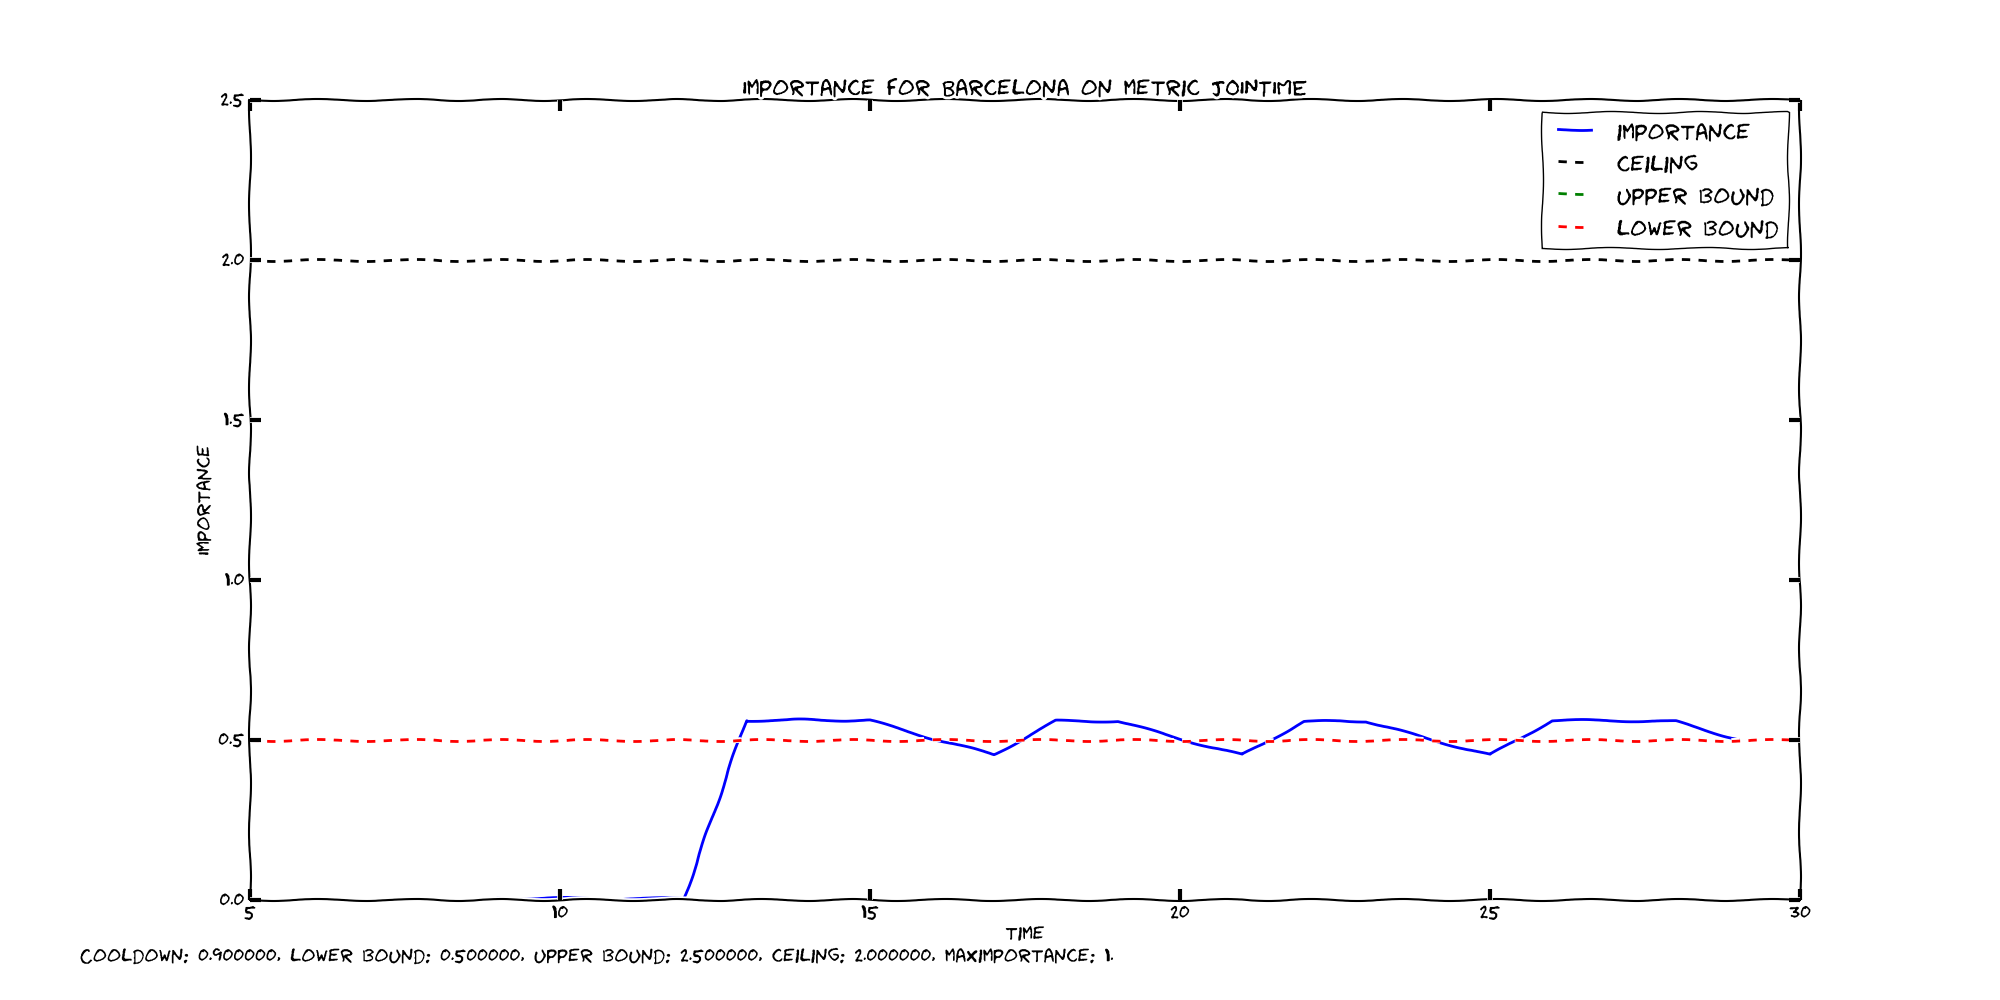 IMPORTANCE FOR BARCELONA ON METRIC JOINTIME
2.5
2.0
1.5
1.0
0.5
0.0
IMPORTANCE
IMPORTANCE
CEILING
UPPER BOUND
LOWER BOUND
5 10 15 20 25 30
TIME
COOLDOWN: 0.900000, LOWER BOUND: 0.500000, UPPER BOUND: 2.500000, CEILING: 2.000000, MAXIMPORTANCE: 1.